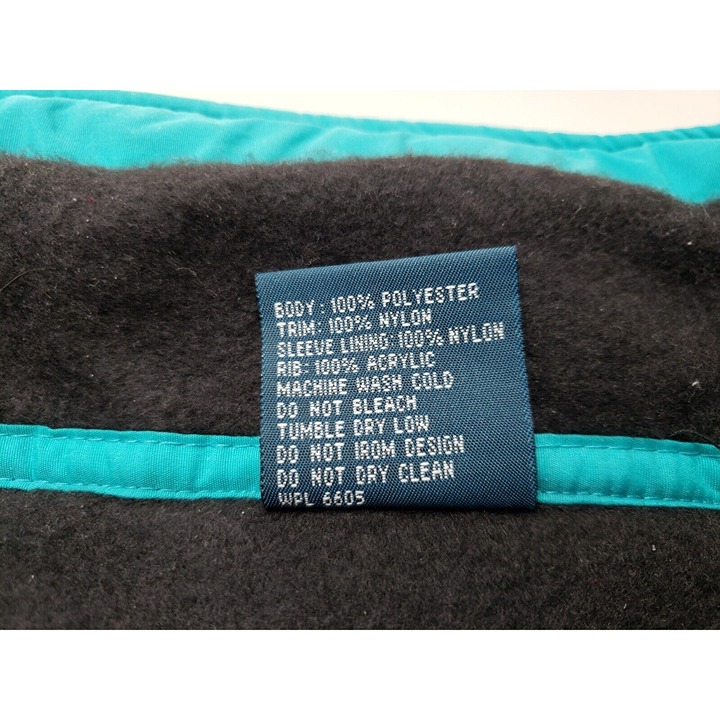 BODY: 100% POLYESTER
TRIM: 100% NYLON
SLEEVE LINING: 100% NYLON
RIB: 100% ACRYLIC
MACHINE WASH COLD
DO NOT BLEACH
TUMBLE DRY LOW
DO NOT IROM DESIGN
DO NOT DRY CLEAN
WPL 6605